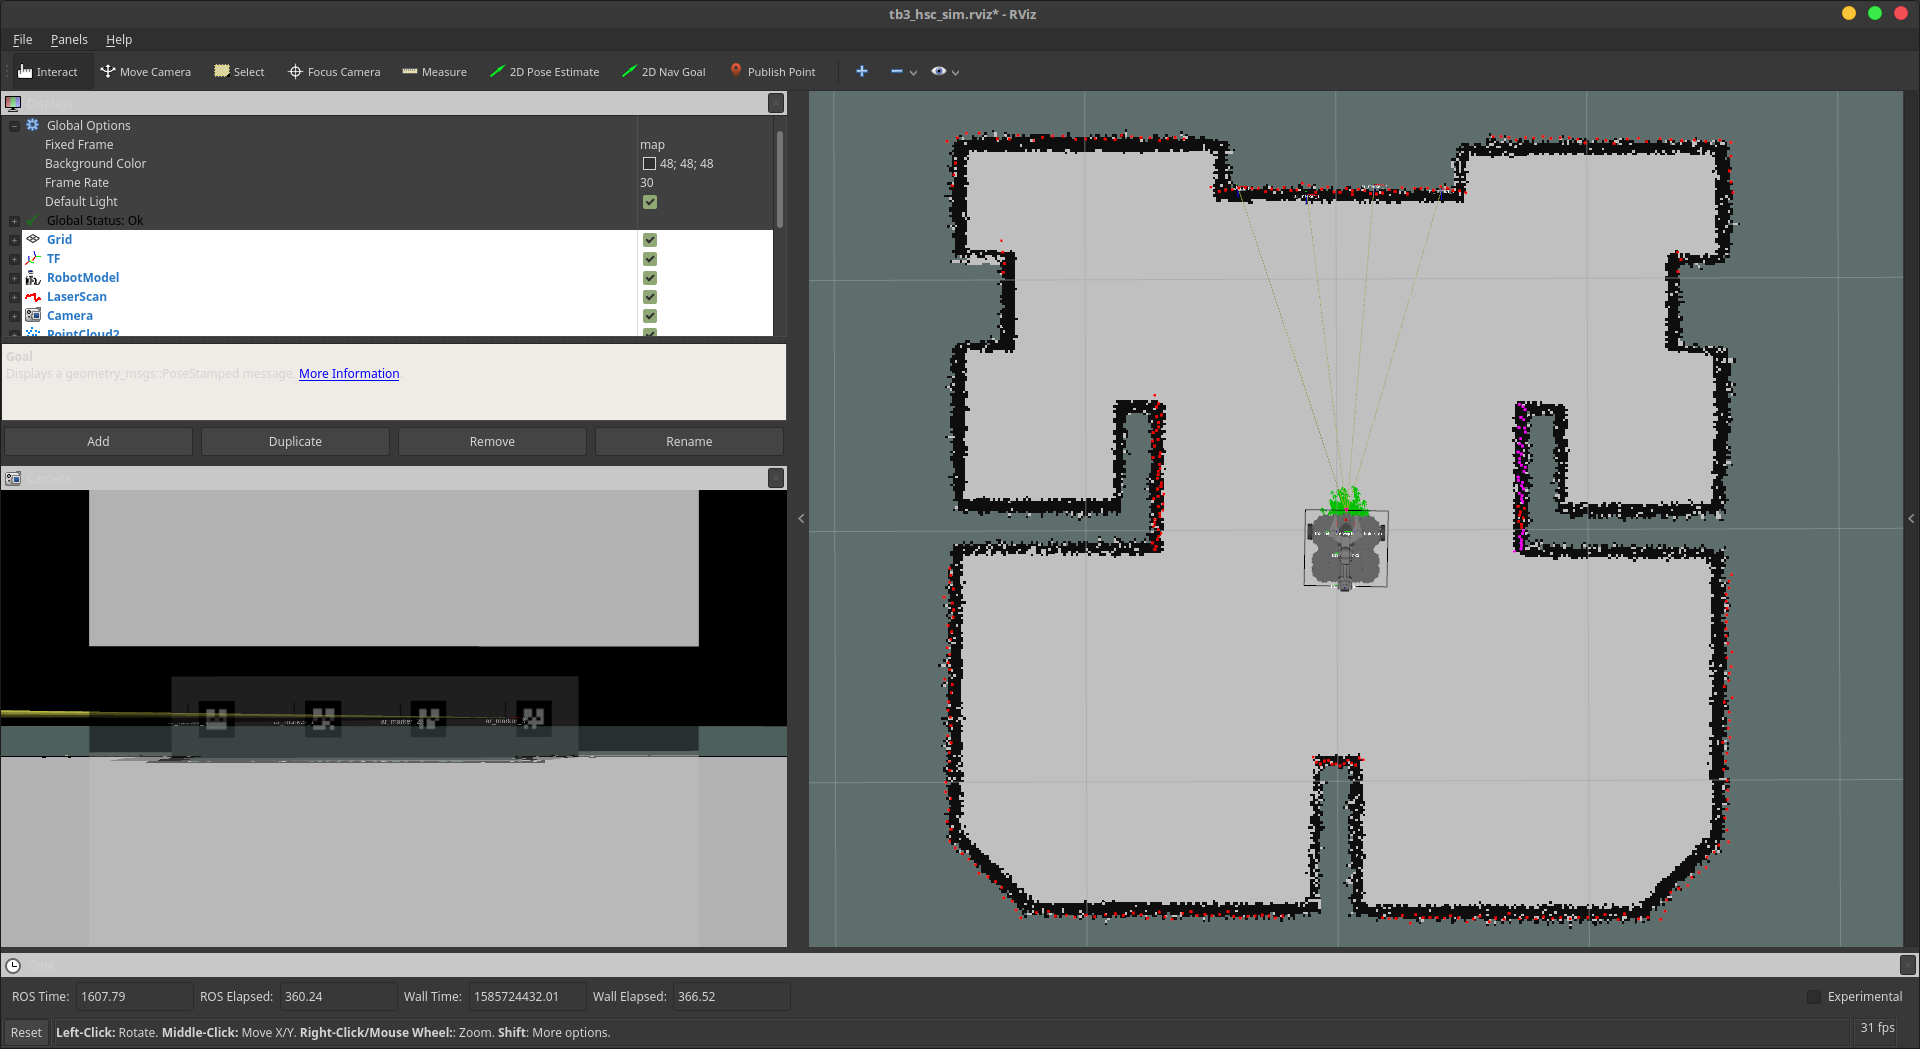 tb3_hsc_sim.rviz* - RViz
File Panels Help
Interact Move Camera Select Focus Camera Measure 2D Pose Estimate 2D Nav Goal Publish Point
Displays
Global Options
Fixed Frame map
Background Color 48; 48; 48
Frame Rate 30
Default Light
Global Status: Ok
Grid
TF
RobotModel
LaserScan
Camera
PointCloud2
Goal
Displays a geometry_msgs::PoseStamped message. More Information
Add Duplicate Remove Rename
Camera
ar_marker_2
ar_marker_3
Time
ROS Time: 1607.79 ROS Elapsed: 360.24 Wall Time: 1585724432.01 Wall Elapsed: 366.52 Experimental
Reset Left-Click: Rotate. Middle-Click: Move X/Y. Right-Click/Mouse Wheel:: Zoom. Shift: More options. 31 fps